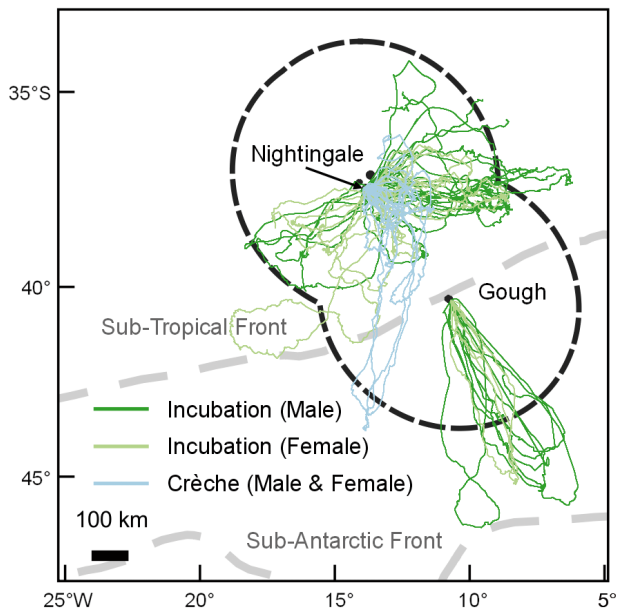 35°S
Nightingale
40°
Gough
Sub-Tropical Front
Incubation (Male)
Incubation (Female)
Crèche (Male & Female)
45°
100 km
Sub-Antarctic Front
25°W
20°
15°
10°
5°